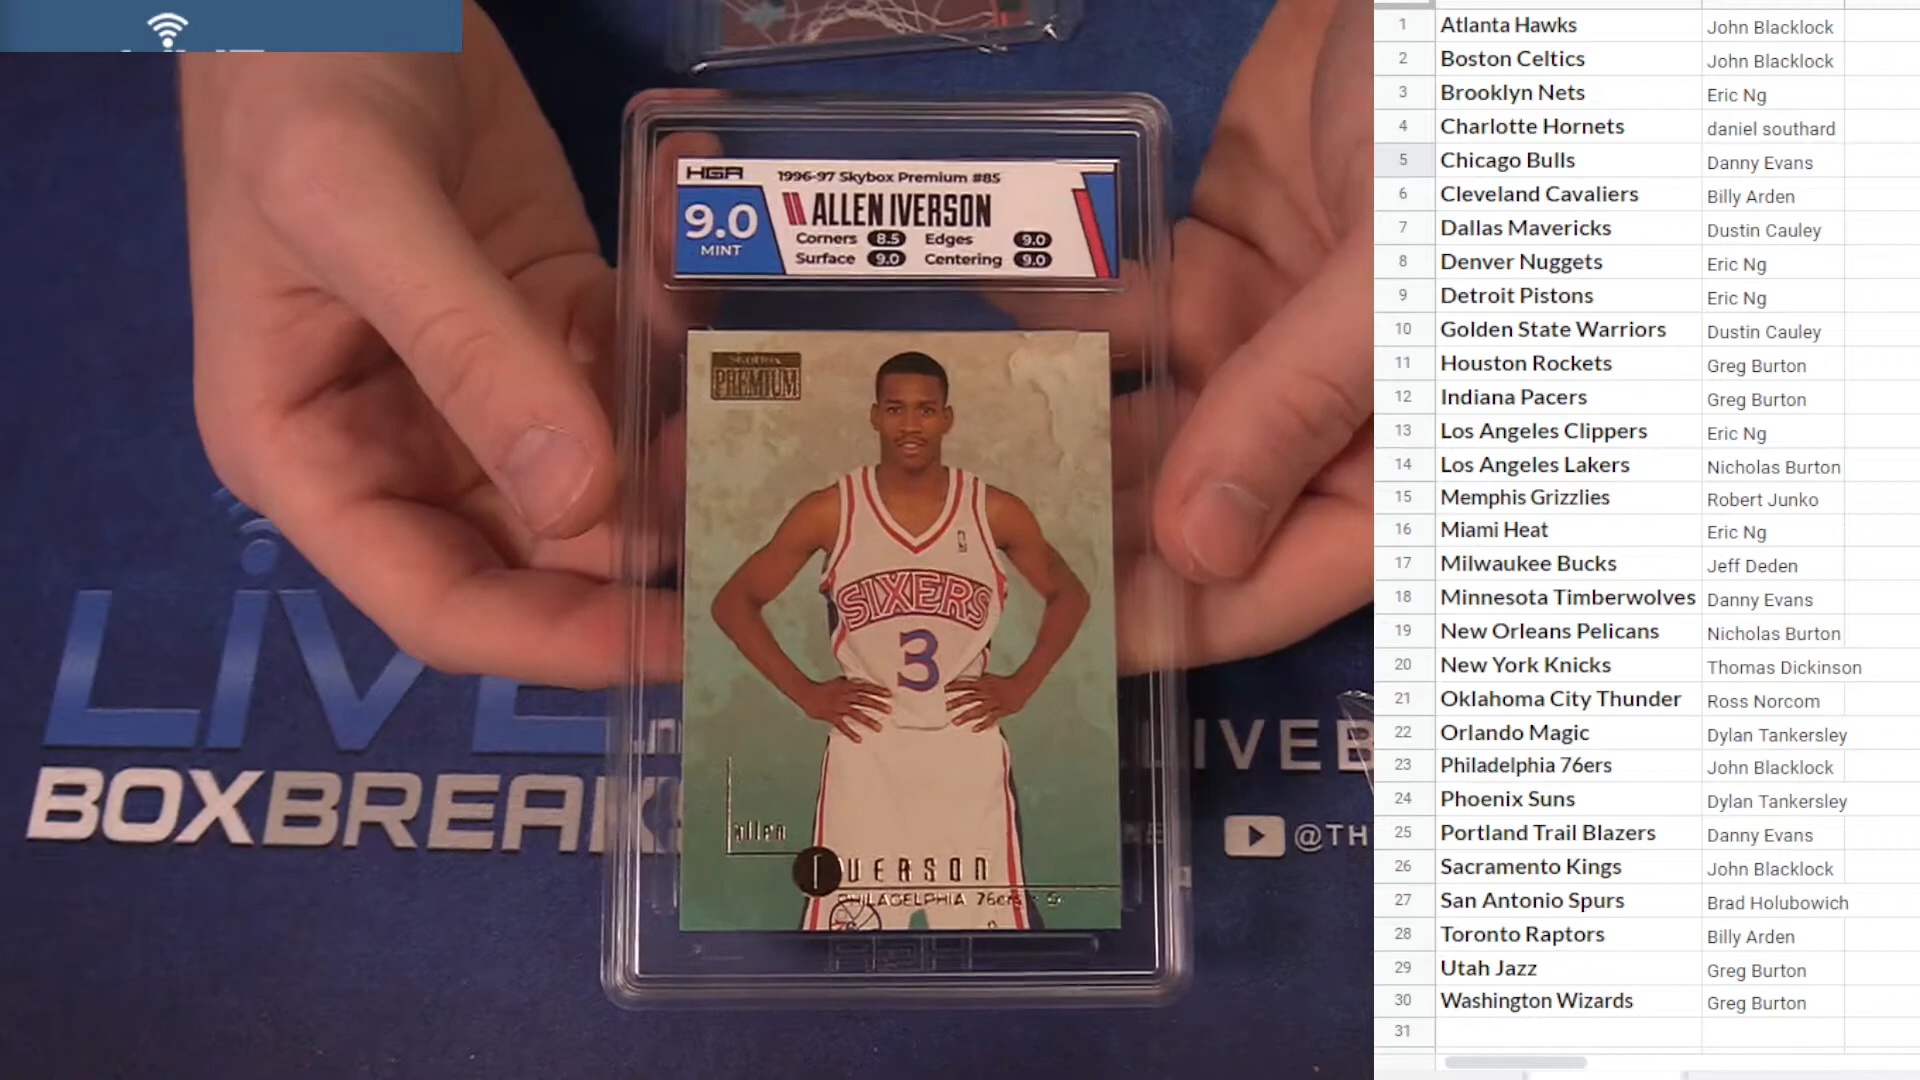 HGA
1996-97 Skybox Premium #85
9.0
MINT
ALLEN IVERSON
Corners 8.5 Edges 9.0
Surface 9.0 Centering 9.0
SKYBOX
PREMIUM
SIXERS
3
allen
IVERSON
PHILADELPHIA 76ers
LIVE
BOXBREAK
LIVEB
@TH
1 Atlanta Hawks John Blacklock
2 Boston Celtics John Blacklock
3 Brooklyn Nets Eric Ng
4 Charlotte Hornets daniel southard
5 Chicago Bulls Danny Evans
6 Cleveland Cavaliers Billy Arden
7 Dallas Mavericks Dustin Cauley
8 Denver Nuggets Eric Ng
9 Detroit Pistons Eric Ng
10 Golden State Warriors Dustin Cauley
11 Houston Rockets Greg Burton
12 Indiana Pacers Greg Burton
13 Los Angeles Clippers Eric Ng
14 Los Angeles Lakers Nicholas Burton
15 Memphis Grizzlies Robert Junko
16 Miami Heat Eric Ng
17 Milwaukee Bucks Jeff Deden
18 Minnesota Timberwolves Danny Evans
19 New Orleans Pelicans Nicholas Burton
20 New York Knicks Thomas Dickinson
21 Oklahoma City Thunder Ross Norcom
22 Orlando Magic Dylan Tankersley
23 Philadelphia 76ers John Blacklock
24 Phoenix Suns Dylan Tankersley
25 Portland Trail Blazers Danny Evans
26 Sacramento Kings John Blacklock
27 San Antonio Spurs Brad Holubowich
28 Toronto Raptors Billy Arden
29 Utah Jazz Greg Burton
30 Washington Wizards Greg Burton
31